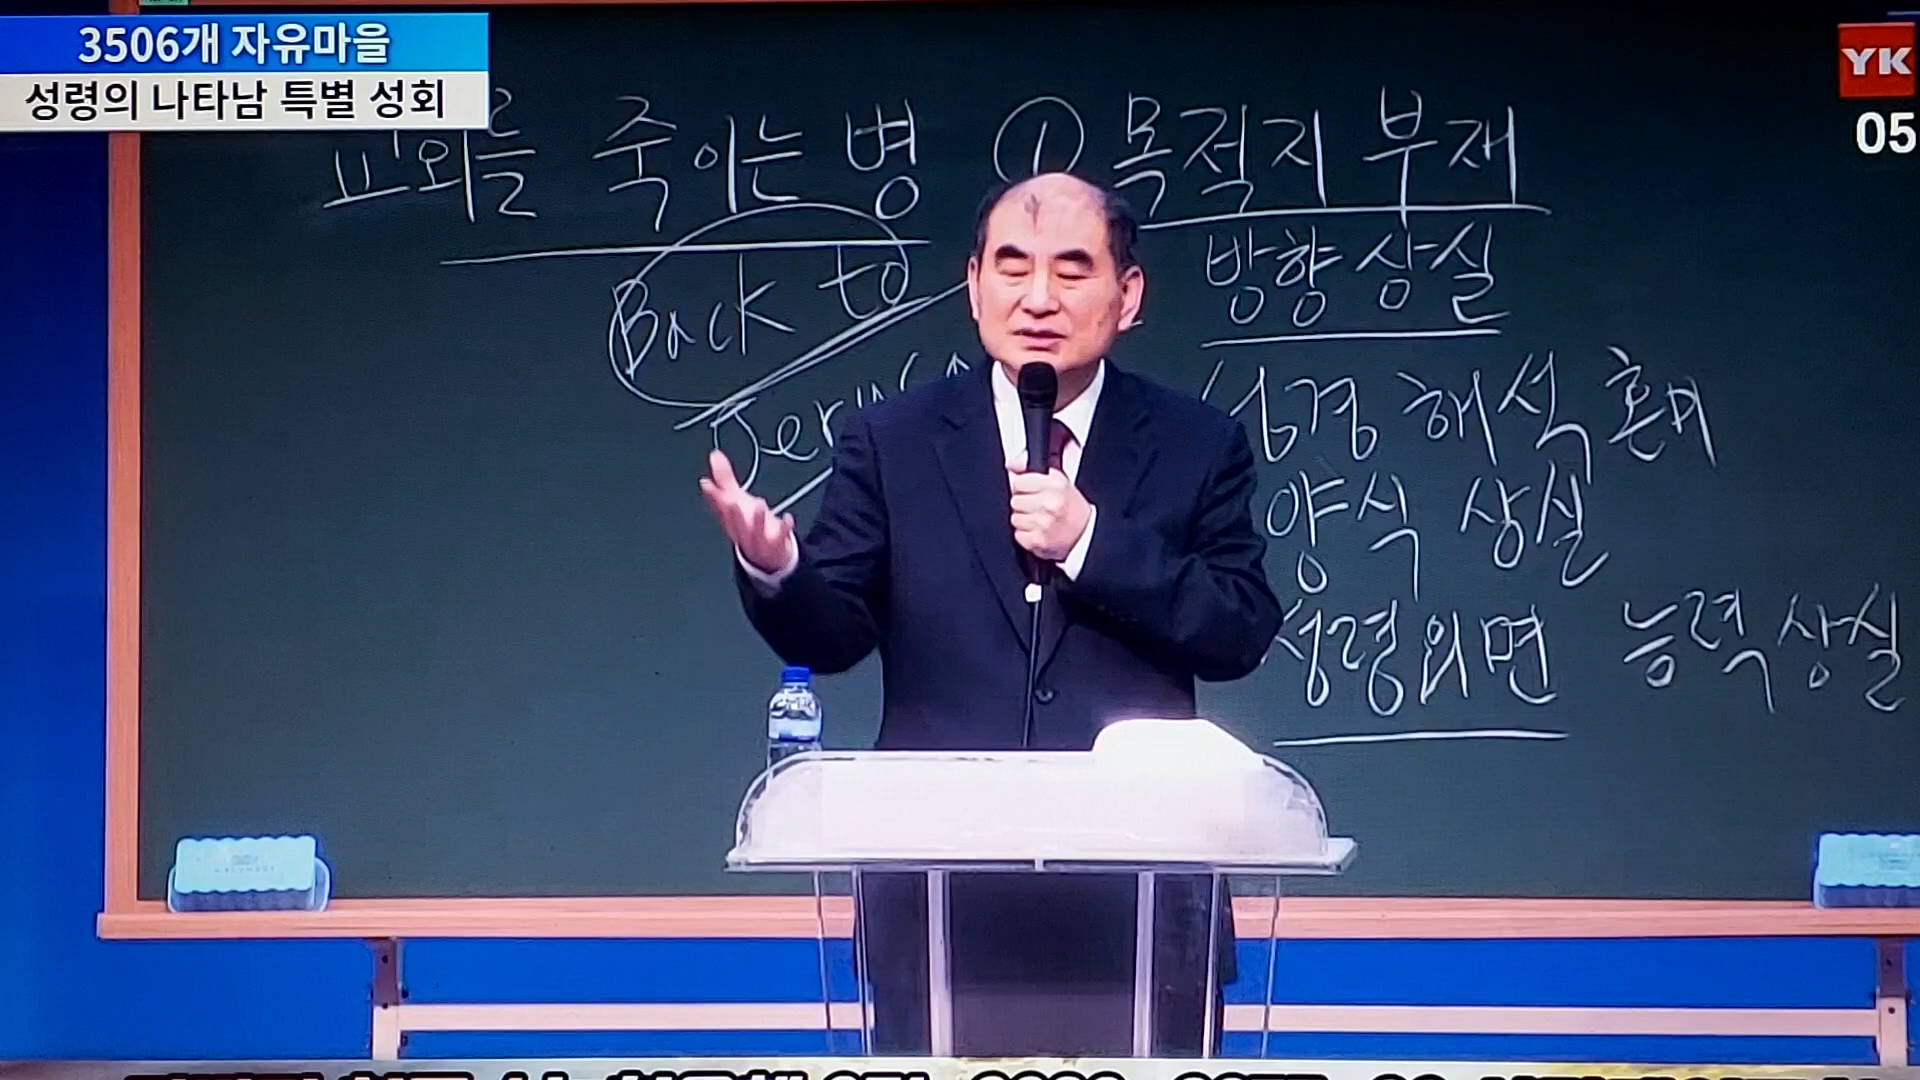 3506개 자유마을
성령의 나타남 특별 성회
YK
05
교회를 죽이는 병 ① 목적지 부재
방향상실
Back to
성경 해석 혼미
양식 상실
성령외면 능력상실